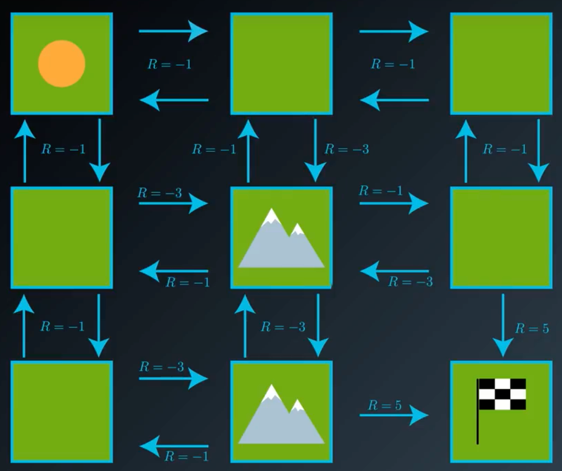 R = −1
R = −1
R = −1
R = −1
R = −3
R = −1
R = −3
R = −1
R = −1
R = −3
R = −1
R = −3
R = 5
R = −3
R = 5
R = −1